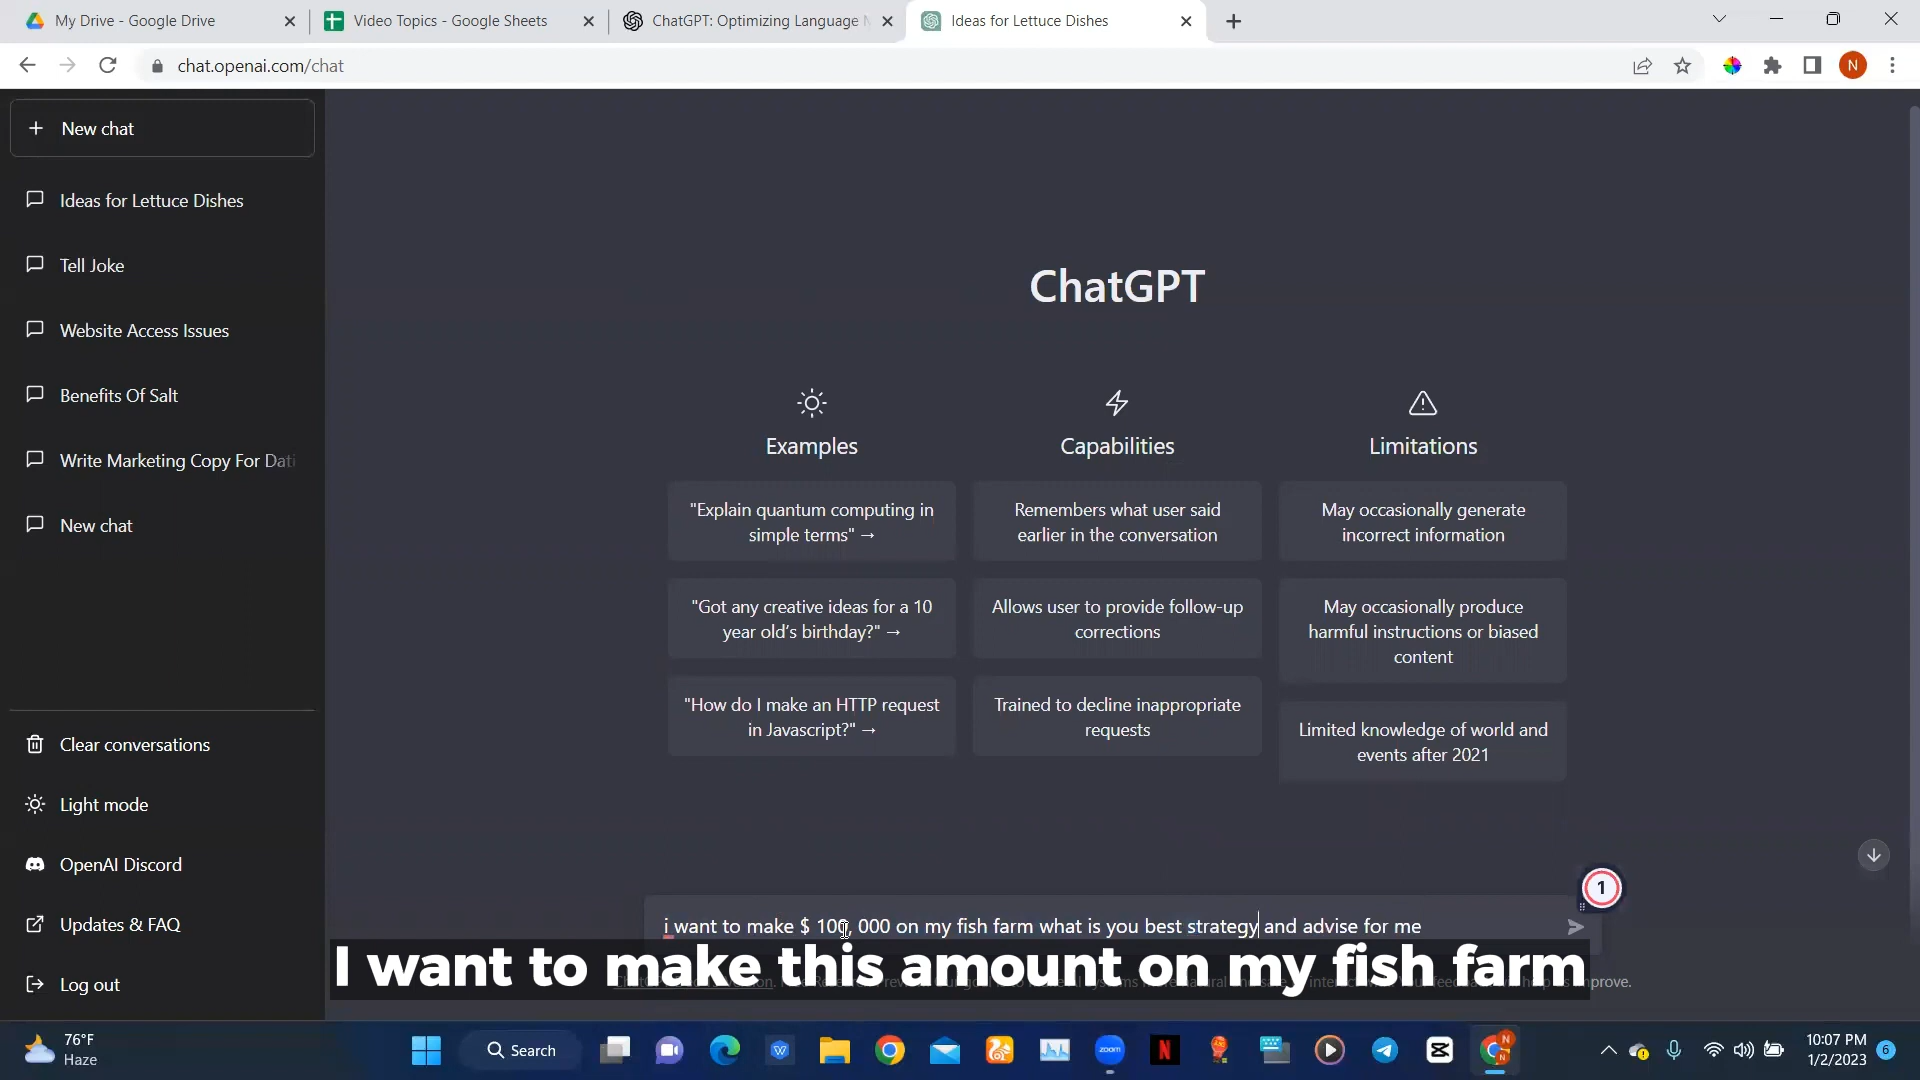 My Drive - Google Drive
Video Topics - Google Sheets
ChatGPT: Optimizing Language
Ideas for Lettuce Dishes
chat.openai.com/chat
N
New chat
Ideas for Lettuce Dishes
Tell Joke
Website Access Issues
Benefits Of Salt
Write Marketing Copy For Dati
New chat
Clear conversations
Light mode
OpenAI Discord
Updates & FAQ
Log out
ChatGPT
Examples
"Explain quantum computing in
simple terms" →
"Got any creative ideas for a 10
year old's birthday?" →
"How do I make an HTTP request
in Javascript?" →
Capabilities
Remembers what user said
earlier in the conversation
Allows user to provide follow-up
corrections
Trained to decline inappropriate
requests
Limitations
May occasionally generate
incorrect information
May occasionally produce
harmful instructions or biased
content
Limited knowledge of world and
events after 2021
1
i want to make $ 100, 000 on my fish farm what is you best strategy and advise for me
I want to make this amount on my fish farm
76°F
Haze
Search
zoom
N
10:07 PM
1/2/2023
6